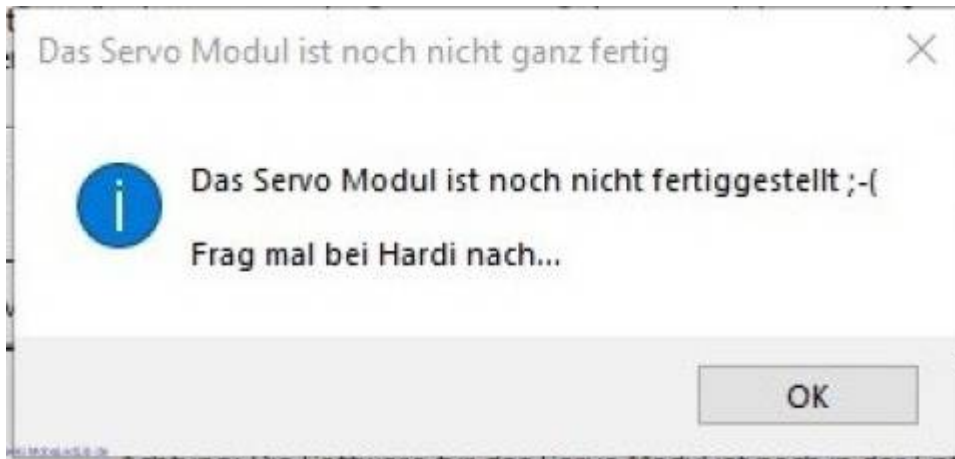 Das Servo Modul ist noch nicht ganz fertig
Das Servo Modul ist noch nicht fertiggestellt ;-(
Frag mal bei Hardi nach...
OK